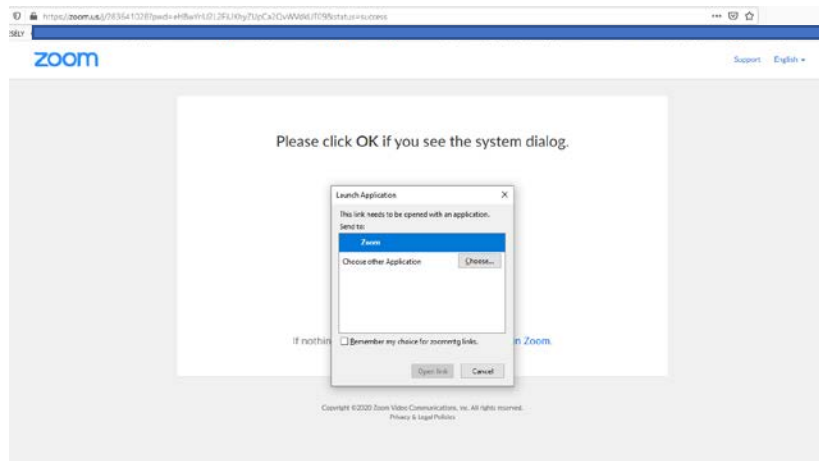 zoom
Support English
Please click OK if you see the system dialog.
Launch Application
This link needs to be opened with an application.
Send to:
Zoom
Choose other Application Choose...
If nothin n Zoom.
Remember my choice for zoommtg links.
Open link Cancel
Copyright ©2020 Zoom Video Communications, Inc. All rights reserved.
Privacy & Legal Policies